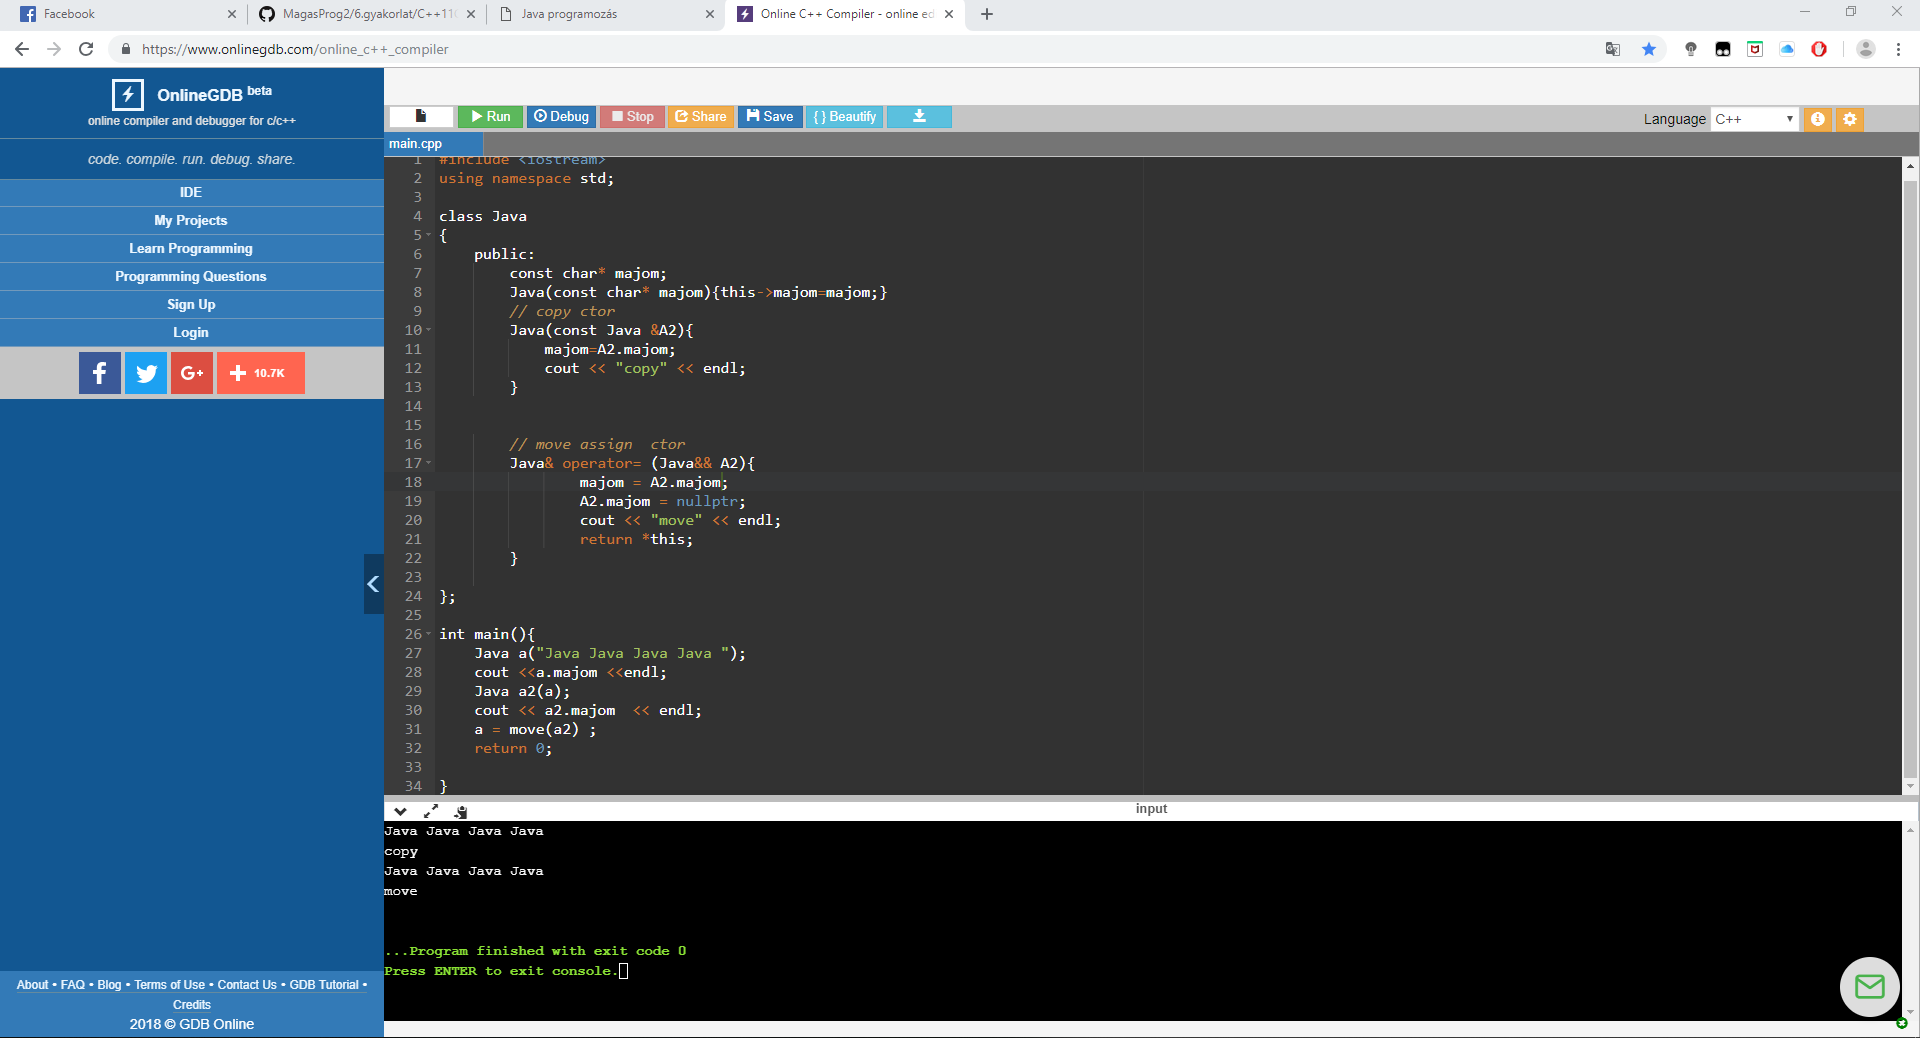 Facebook
MagasProg2/6.gyakorlat/C++11
Java programozás
Online C++ Compiler - online ed
https://www.onlinegdb.com/online_c++_compiler
OnlineGDB beta
online compiler and debugger for c/c++
code. compile. run. debug. share.
IDE
My Projects
Learn Programming
Programming Questions
Sign Up
Login
10.7K
Run Debug Stop Share Save { } Beautify
Language C++
main.cpp
1 #include <iostream>
2 using namespace std;
3
4 class Java
5 {
6     public:
7         const char* majom;
8         Java(const char* majom){this->majom=majom;}
9         // copy ctor
10         Java(const Java &A2){
11             majom=A2.majom;
12             cout << "copy" << endl;
13         }
14
15
16         // move assign  ctor
17         Java& operator= (Java&& A2){
18                 majom = A2.majom;
19                 A2.majom = nullptr;
20                 cout << "move" << endl;
21                 return *this;
22         }
23
24 };
25
26 int main(){
27     Java a("Java Java Java Java ");
28     cout <<a.majom <<endl;
29     Java a2(a);
30     cout << a2.majom  << endl;
31     a = move(a2) ;
32     return 0;
33
34 }
input
Java Java Java Java
copy
Java Java Java Java
move
...Program finished with exit code 0
Press ENTER to exit console.
About • FAQ • Blog • Terms of Use • Contact Us • GDB Tutorial •
Credits
2018 © GDB Online